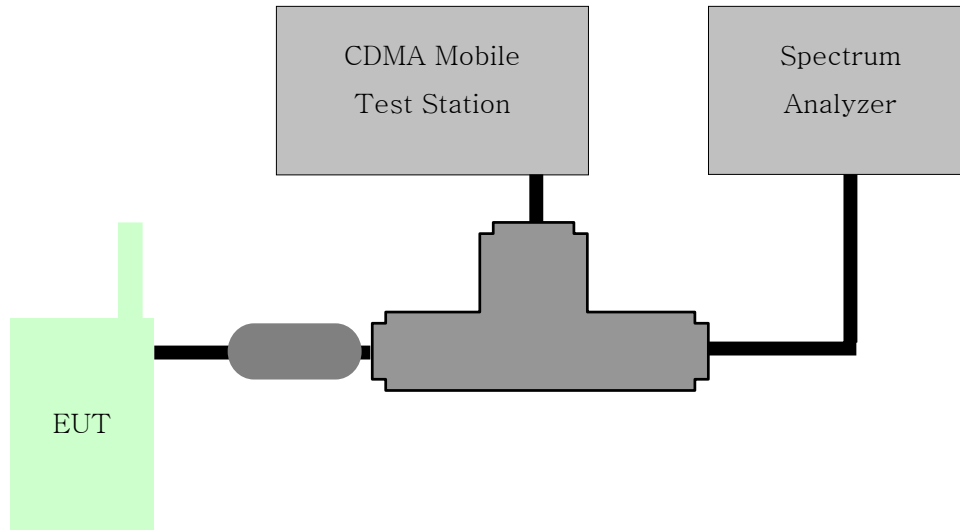 CDMA Mobile
Test Station
Spectrum
Analyzer
EUT